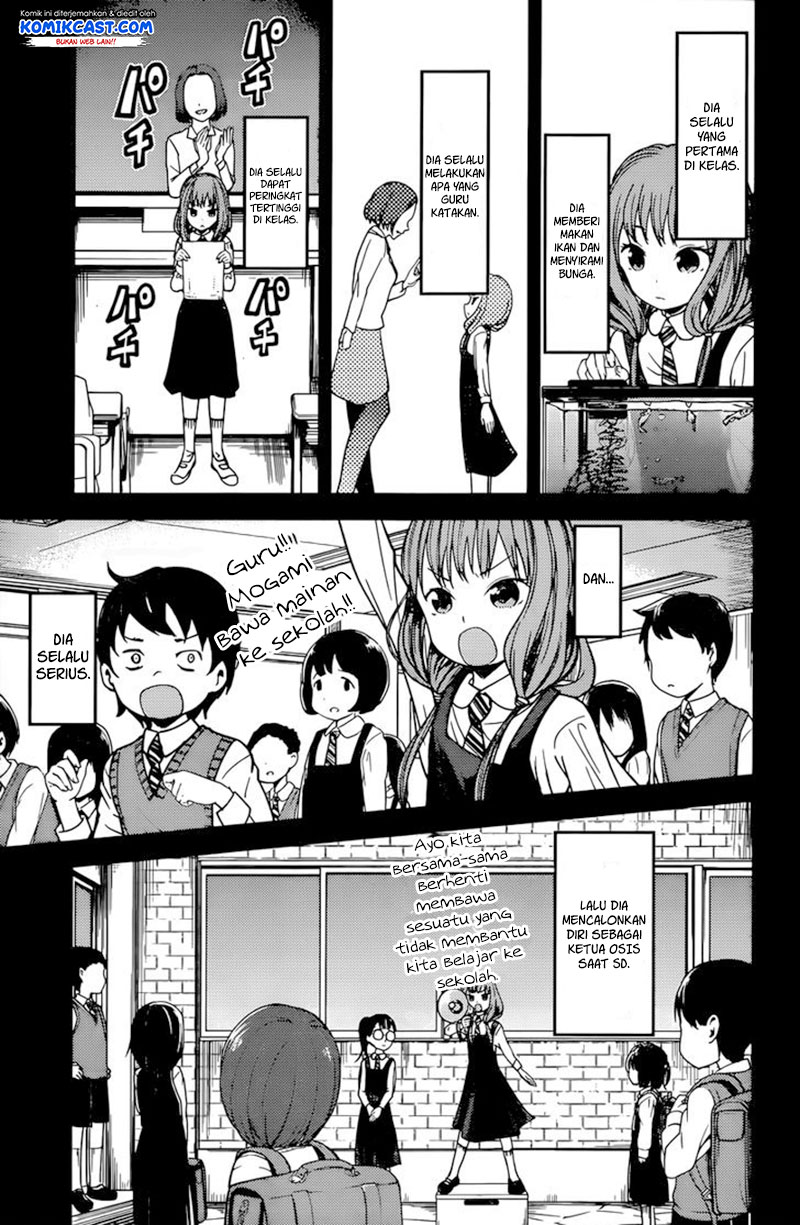 Komik ini diterjemahkan & diedit oleh
KOMIKCAST.COM
BUKAN WEB LAIN!!
DIA
SELALU
YANG
PERTAMA
DI KELAS.
DIA
MEMBERI
MAKAN
IKAN DAN
MENYIRAMI
BUNGA.
DIA SELALU
MELAKUKAN
APA YANG
GURU
KATAKAN.
DIA SELALU
DAPAT
PERINGKAT
TERTINGGI
DI KELAS.
パチ
パチ
パチ
パチ
DAN...
Guru!!
Mogami
Bawa mainan
ke sekolah!!
DIA
SELALU
SERIUS.
LALU DIA
MENCALONKAN
DIRI SEBAGAI
KETUA OSIS
SAAT SD.
Ayo kita
Bersama-sama
Berhenti
membawa
sesuatu yang
tidak membantu
kita Belajar ke
sekolah.